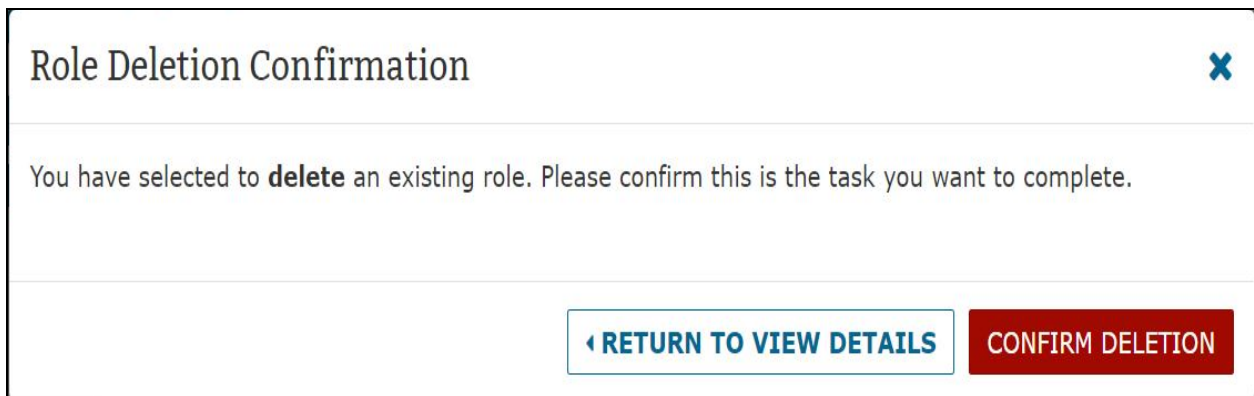 Role Deletion Confirmation
You have selected to delete an existing role. Please confirm this is the task you want to complete.
RETURN TO VIEW DETAILS CONFIRM DELETION